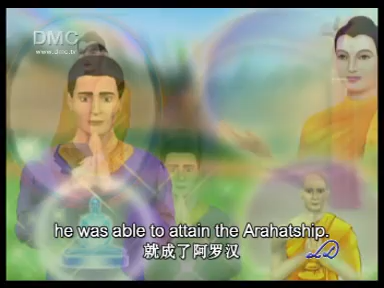 DMC
www.dmc.tv
he was able to attain the Arahatship.
就成了阿罗汉